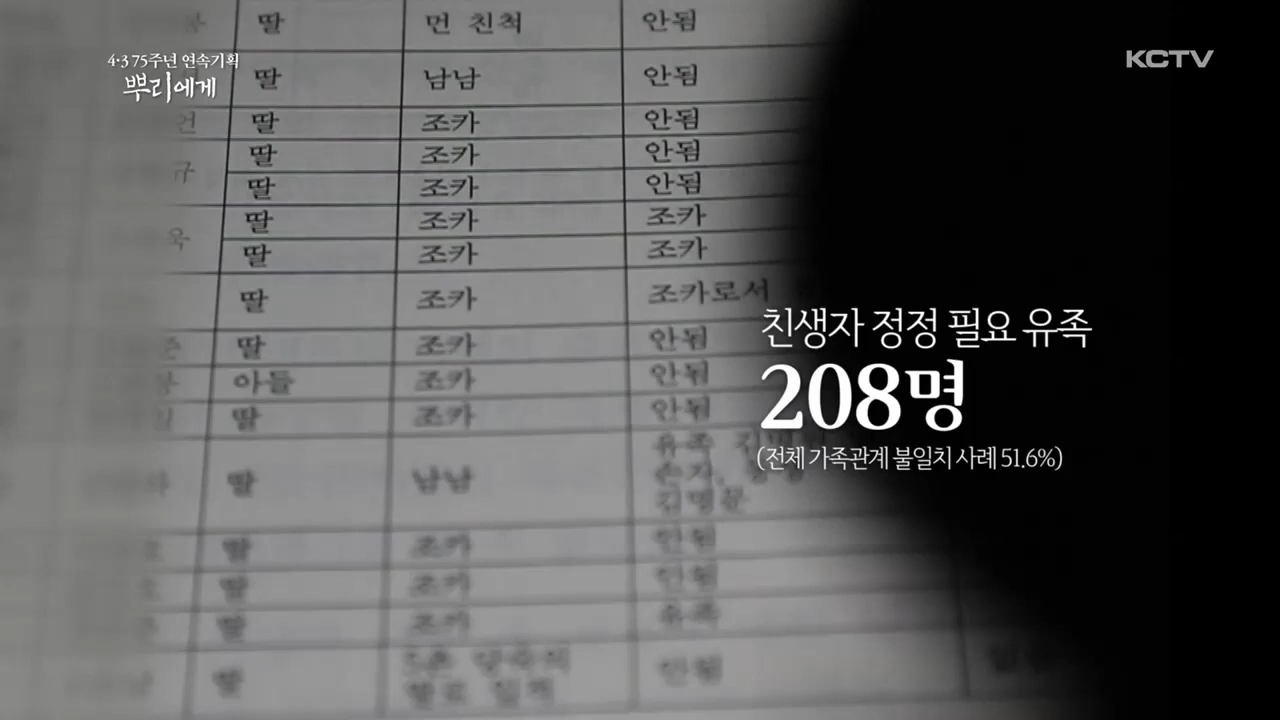 4·3 75주년 연속기획
뿌리에게
KCTV
딸 먼 친척 안됨
딸 남남 안됨
언 딸 조카 안됨
규 딸 조카 안됨
딸 조카 안됨
욱 딸 조카 조카
딸 조카 조카
딸 조카 조카로서
준 딸 조카 안됨
아들 조카 안됨
딸 조카 안됨
딸 남남
딸 조카 안됨
딸 조카 안됨
딸 조카 유족
딸 안됨
친생자 정정 필요 유족
208명
(전체 가족관계 불일치 사례 51.6%)